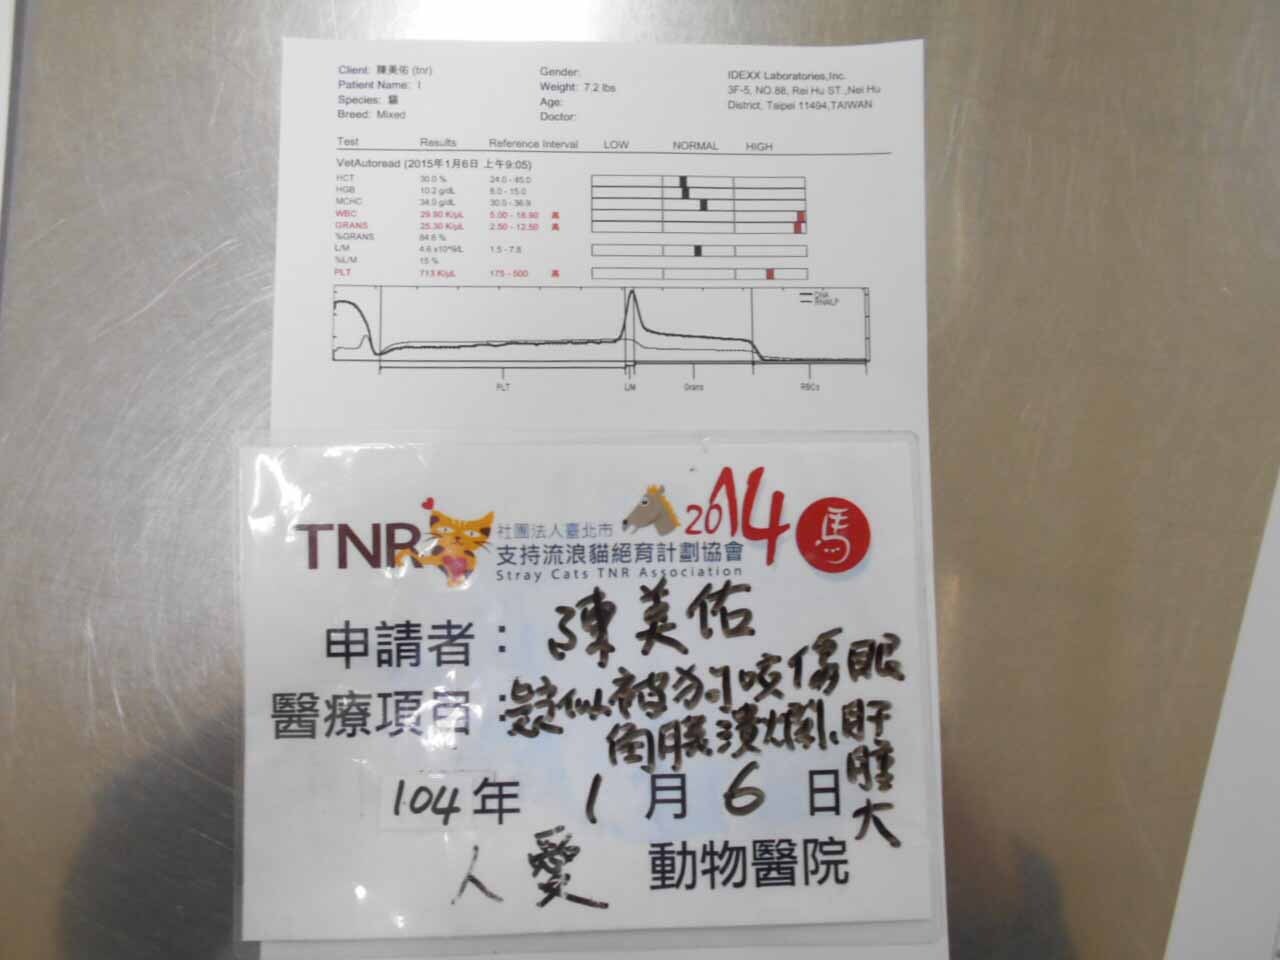 Client: 陳美佑 (tnr)
Patient Name: I
Species: 貓
Breed: Mixed
Gender:
Weight: 7.2 lbs
Age:
Doctor:
IDEXX Laboratories,Inc.
3F-5, NO.88, Rei Hu ST.,Nei Hu
District, Taipei 11494,TAIWAN
Test Results Reference Interval LOW NORMAL HIGH
VetAutoread (2015年1月6日 上午9:05)
HCT 30.0 % 24.0 - 45.0
HGB 10.2 g/dL 8.0 - 15.0
MCHC 34.0 g/dL 30.0 - 36.9
WBC 29.90 K/µL 5.00 - 18.90 高
GRANS 25.30 K/µL 2.50 - 12.50 高
%GRANS 84.6 %
L/M 4.6 x10^9/L 1.5 - 7.8
%L/M 15 %
PLT 713 K/µL 175 - 500 高
DNA
RNA/LP
PLT L/M Grans RBCs
TNR 社團法人臺北市 2014 馬
支持流浪貓絕育計劃協會
Stray Cats TNR Association
申請者：陳美佑
醫療項目：疑似被狗咬傷眼
角膜潰爛、肝腫大
104年 1月6日
人愛 動物醫院